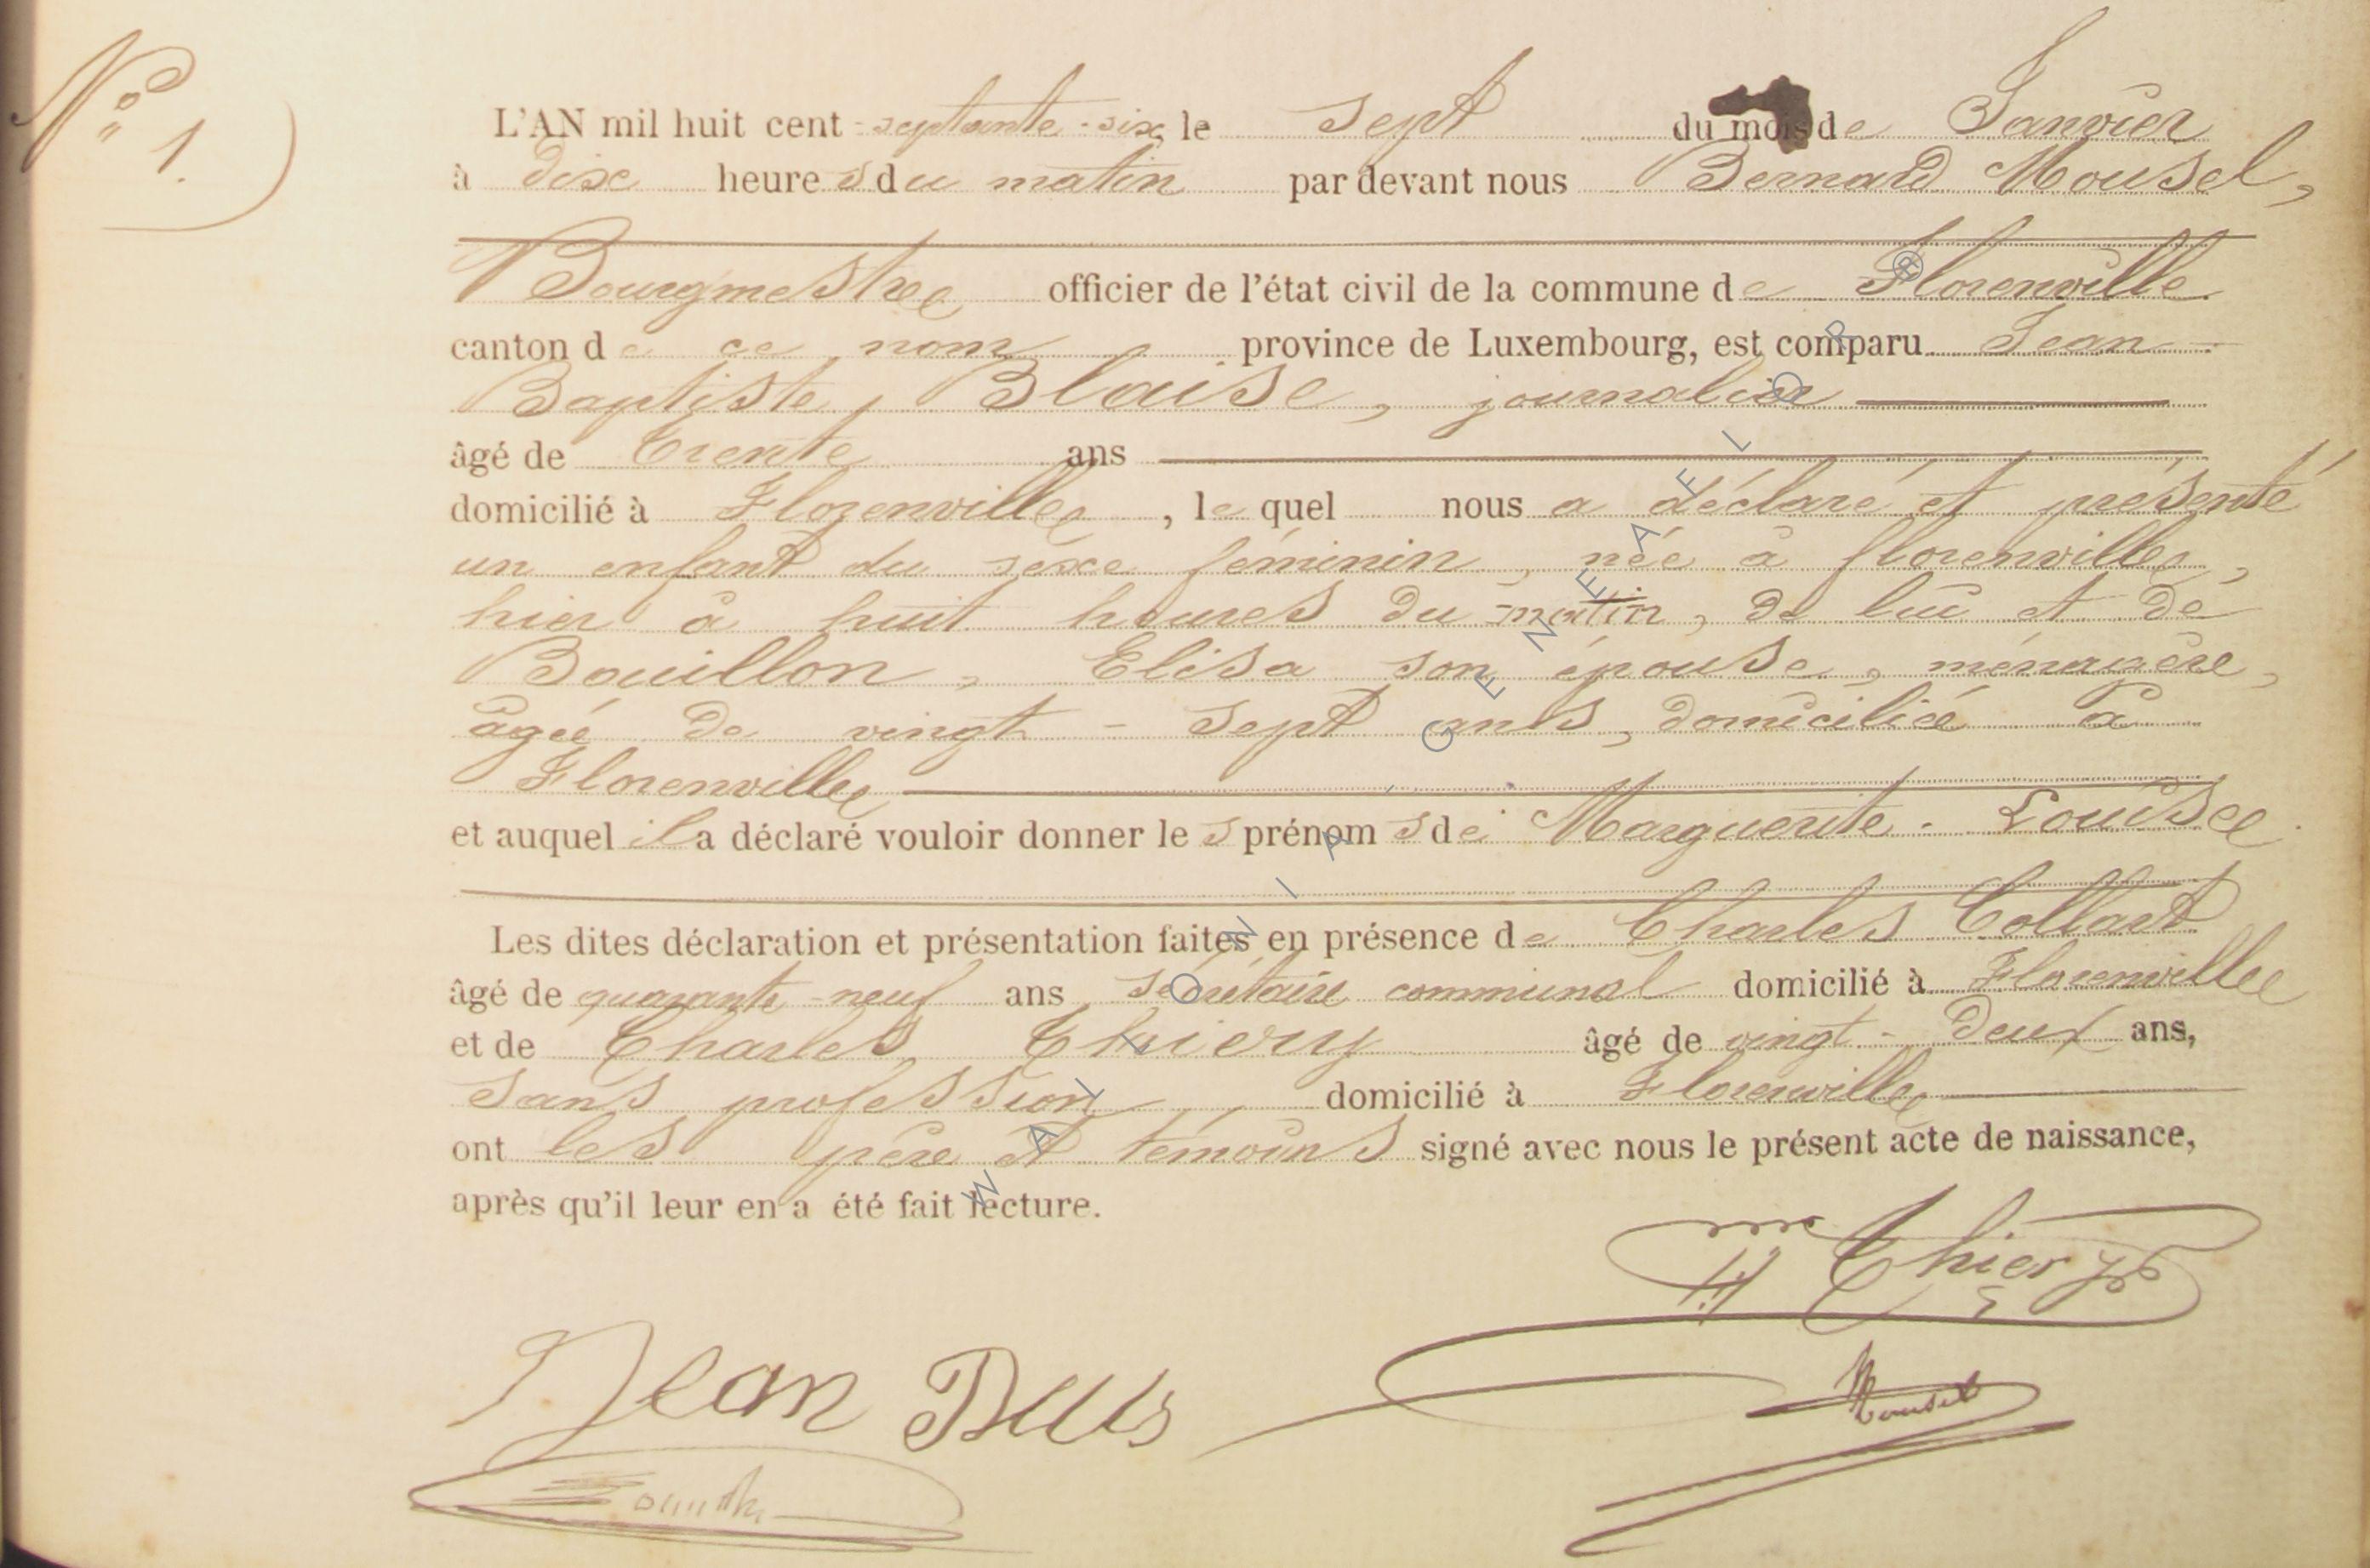 N° 1.
L'AN mil huit cent septante-six le sept du mois de Janvier
à dix heures du matin par devant nous Bernard Mousel,
Bourgmestre officier de l'état civil de la commune de Florenville
canton de ce nom province de Luxembourg, est comparu Jean-
Baptiste Blaise, journalier
âgé de trente ans
domicilié à Florenville, lequel nous a déclaré et présenté
un enfant du sexe féminin, née à florenville,
hier à huit heures du matin, de lui et de
Bouillon, Elisa son épouse, ménagère,
âgée de vingt-sept ans, domiciliée à
Florenville
et auquel il a déclaré vouloir donner les prénoms de Marguerite-Louise
Les dites déclaration et présentation faites en présence de Charles Collart
âgé de quarante-neuf ans, secrétaire communal domicilié à Florenville
et de Charles Thiery âgé de vingt-deux ans,
sans profession, domicilié à Florenville
ont les père et témoins signé avec nous le présent acte de naissance,
après qu'il leur en a été fait lecture.
Thiery
Jean
Mousel
WALLONIP. GENEAFLOPR